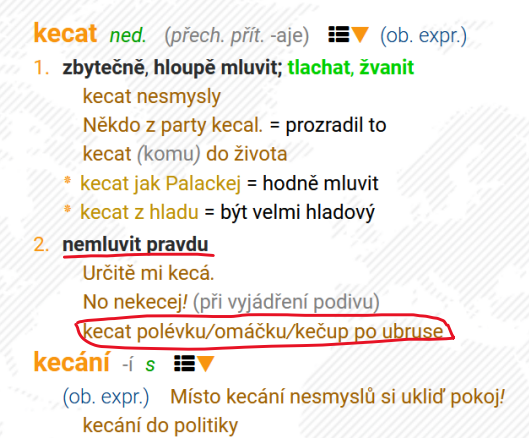 kecat ned. (přech. přít. -aje) (ob. expr.)
1. zbytečně, hloupě mluvit; tlachat, žvanit
kecat nesmysly
Někdo z party kecal. = prozradil to
kecat (komu) do života
* kecat jak Palackej = hodně mluvit
* kecat z hladu = být velmi hladový
2. nemluvit pravdu
Určitě mi kecá.
No nekecej! (při vyjádření podivu)
kecat polévku/omáčku/kečup po ubruse
kecání -í s
(ob. expr.) Místo kecání nesmyslů si ukliď pokoj!
kecání do politiky